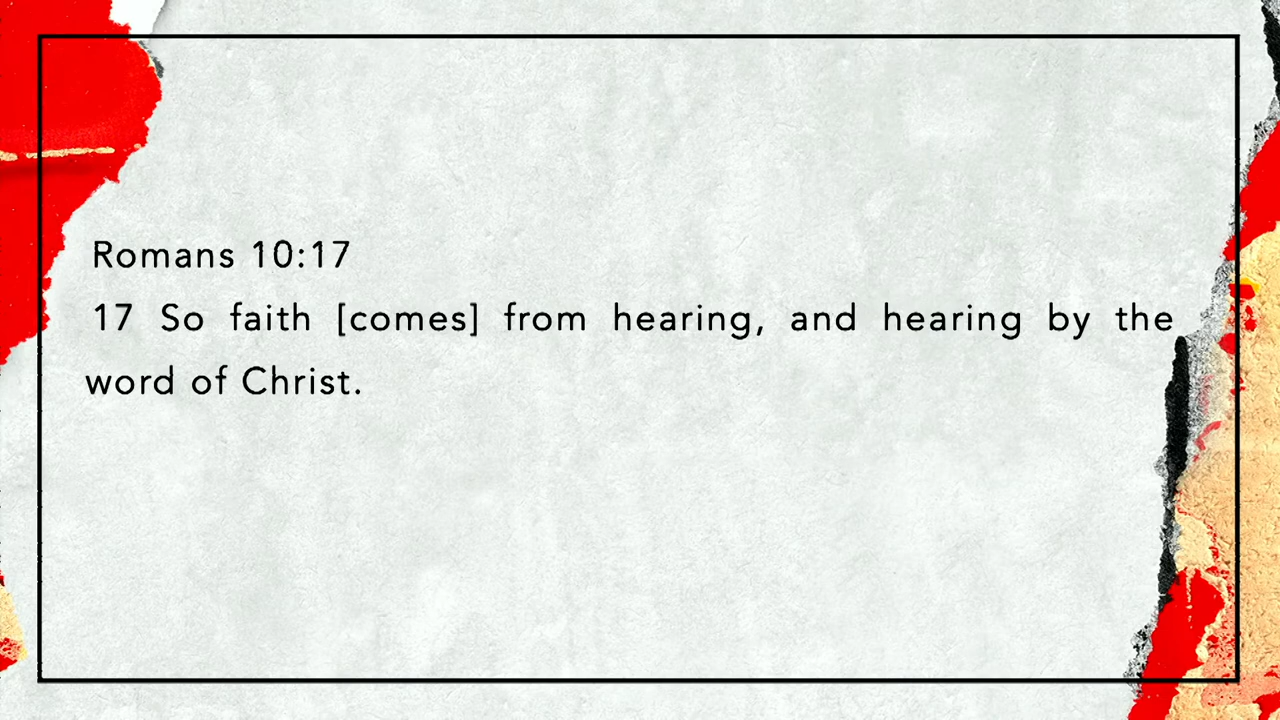 Romans 10:17
17 So faith [comes] from hearing, and hearing by the
word of Christ.